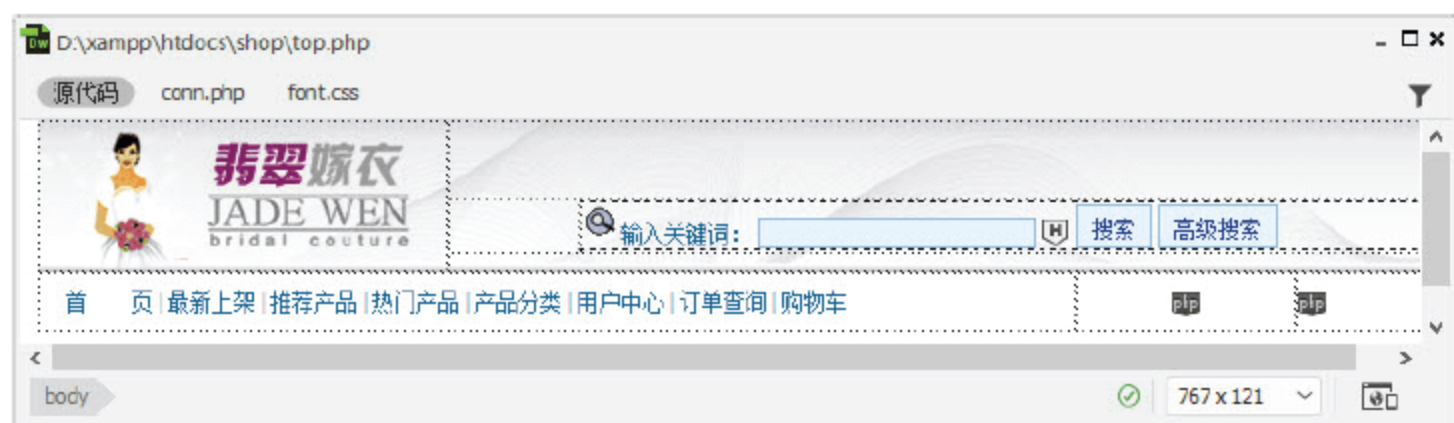 Dw D:\xampp\htdocs\shop\top.php
源代码 conn.php font.css
翡翠嫁衣
JADE WEN
bridal couture
输入关键词： H 搜索 高级搜索
首 页|最新上架|推荐产品|热门产品|产品分类|用户中心|订单查询|购物车 php php
body 767 x 121